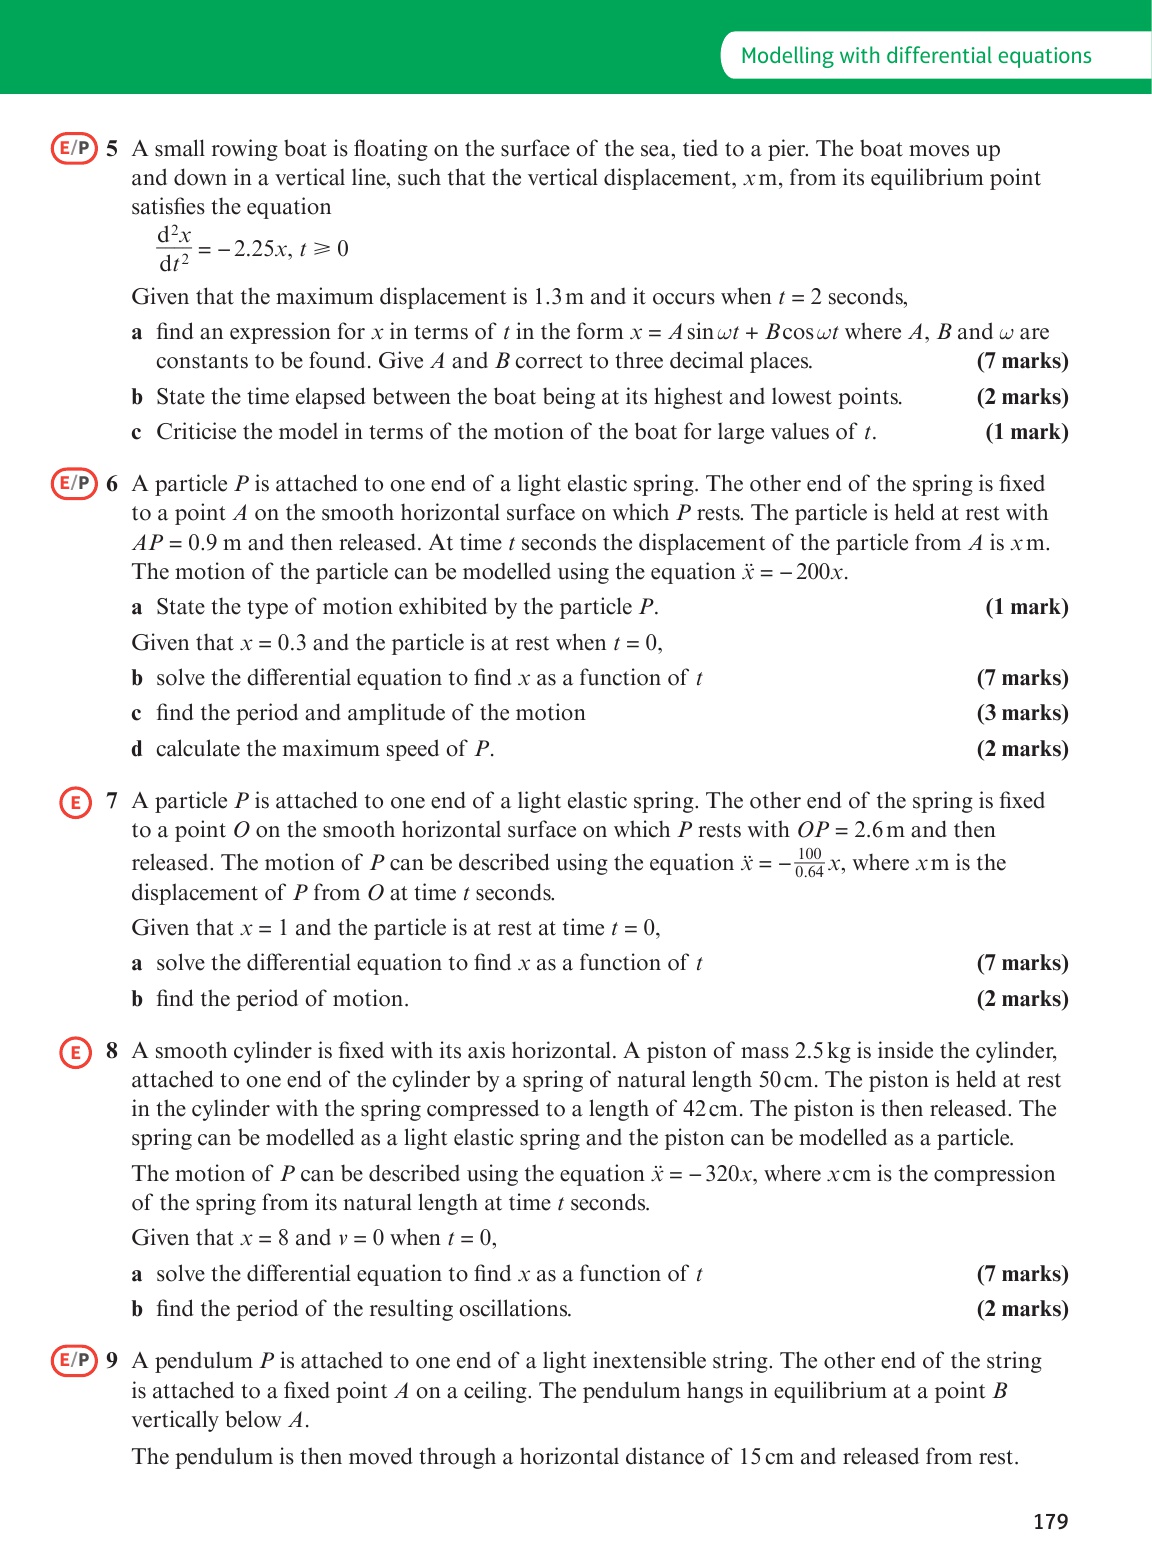 Modelling with differential equations
E/P 5 A small rowing boat is floating on the surface of the sea, tied to a pier. The boat moves up
and down in a vertical line, such that the vertical displacement, x m, from its equilibrium point
satisfies the equation
d²x/dt² = −2.25x, t ⩾ 0
Given that the maximum displacement is 1.3 m and it occurs when t = 2 seconds,
a find an expression for x in terms of t in the form x = A sin ωt + B cos ωt where A, B and ω are
constants to be found. Give A and B correct to three decimal places. (7 marks)
b State the time elapsed between the boat being at its highest and lowest points. (2 marks)
c Criticise the model in terms of the motion of the boat for large values of t. (1 mark)
E/P 6 A particle P is attached to one end of a light elastic spring. The other end of the spring is fixed
to a point A on the smooth horizontal surface on which P rests. The particle is held at rest with
AP = 0.9 m and then released. At time t seconds the displacement of the particle from A is x m.
The motion of the particle can be modelled using the equation ẍ = −200x.
a State the type of motion exhibited by the particle P. (1 mark)
Given that x = 0.3 and the particle is at rest when t = 0,
b solve the differential equation to find x as a function of t (7 marks)
c find the period and amplitude of the motion (3 marks)
d calculate the maximum speed of P. (2 marks)
E 7 A particle P is attached to one end of a light elastic spring. The other end of the spring is fixed
to a point O on the smooth horizontal surface on which P rests with OP = 2.6 m and then
released. The motion of P can be described using the equation ẍ = −100/0.64 x, where x m is the
displacement of P from O at time t seconds.
Given that x = 1 and the particle is at rest at time t = 0,
a solve the differential equation to find x as a function of t (7 marks)
b find the period of motion. (2 marks)
E 8 A smooth cylinder is fixed with its axis horizontal. A piston of mass 2.5 kg is inside the cylinder,
attached to one end of the cylinder by a spring of natural length 50 cm. The piston is held at rest
in the cylinder with the spring compressed to a length of 42 cm. The piston is then released. The
spring can be modelled as a light elastic spring and the piston can be modelled as a particle.
The motion of P can be described using the equation ẍ = −320x, where x cm is the compression
of the spring from its natural length at time t seconds.
Given that x = 8 and v = 0 when t = 0,
a solve the differential equation to find x as a function of t (7 marks)
b find the period of the resulting oscillations. (2 marks)
E/P 9 A pendulum P is attached to one end of a light inextensible string. The other end of the string
is attached to a fixed point A on a ceiling. The pendulum hangs in equilibrium at a point B
vertically below A.
The pendulum is then moved through a horizontal distance of 15 cm and released from rest.
179